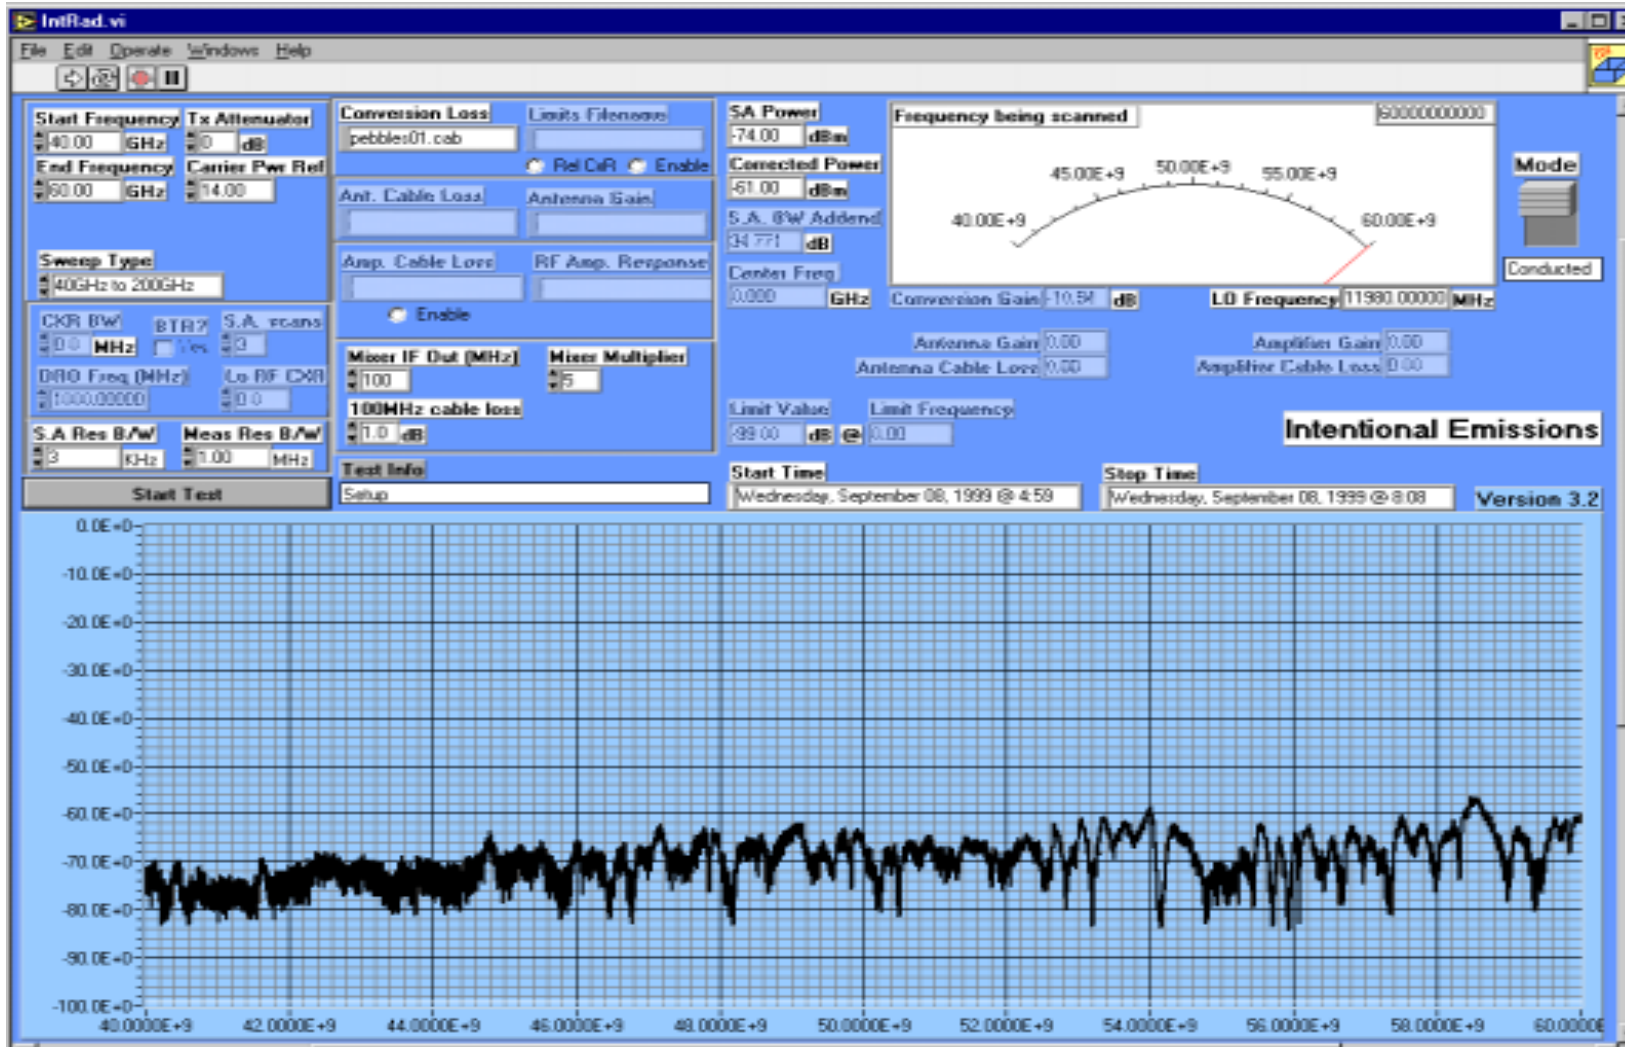 IntRad.vi
File Edit Operate Windows Help
Start Frequency Tx Attenuator
40.00 GHz 0 dB
End Frequency Carrier Pwr Ref
60.00 GHz 14.00
Sweep Type
40GHz to 200GHz
CXR BW BTR? S.A. scans
0.0 MHz Yes 3
DRO Freq (MHz) Lo RF CXR
1000.00000 0.0
S.A Res B/W Meas Res B/W
3 KHz 1.00 MHz
Start Test
Conversion Loss Limits Filename
pebbles01.cab
Rel CxR Enable
Ant. Cable Loss Antenna Gain
Amp. Cable Loss RF Amp. Response
Enable
Mixer IF Out (MHz) Mixer Multiplier
100 5
100MHz cable loss
1.0 dB
Test Info
Setup
SA Power
-74.00 dBm
Corrected Power
-61.00 dBm
S.A. BW Addend
34.771 dB
Center Freq
0.000 GHz
Frequency being scanned 60000000000
40.00E+9 45.00E+9 50.00E+9 55.00E+9 60.00E+9
Mode
Conducted
Conversion Gain -10.54 dB LO Frequency 11980.00000 MHz
Antenna Gain 0.00 Amplifier Gain 0.00
Antenna Cable Loss 0.00 Amplifier Cable Loss 0.00
Limit Value Limit Frequency
-99.00 dB @ 0.00
Intentional Emissions
Start Time Stop Time
Wednesday, September 08, 1999 @ 4:59 Wednesday, September 08, 1999 @ 8:08 Version 3.2
0.0E+0
-10.0E+0
-20.0E+0
-30.0E+0
-40.0E+0
-50.0E+0
-60.0E+0
-70.0E+0
-80.0E+0
-90.0E+0
-100.0E+0
40.0000E+9 42.0000E+9 44.0000E+9 46.0000E+9 48.0000E+9 50.0000E+9 52.0000E+9 54.0000E+9 56.0000E+9 58.0000E+9 60.0000E